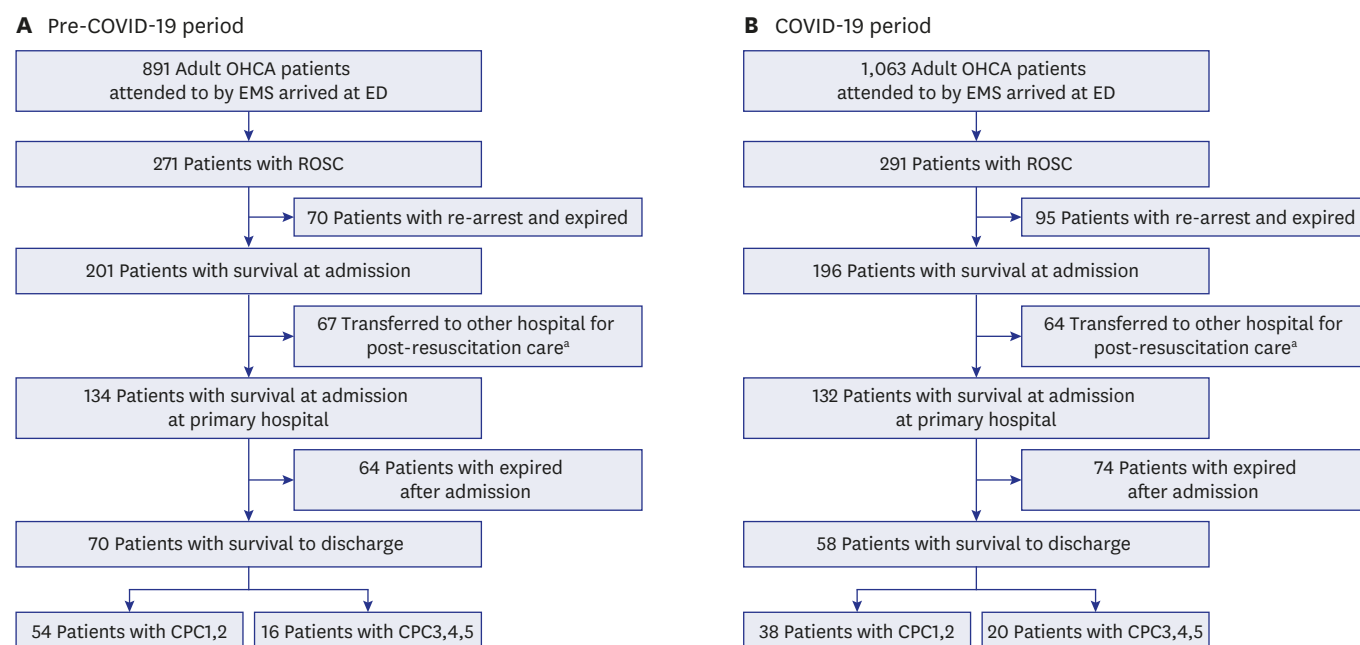 A Pre-COVID-19 period
891 Adult OHCA patients
attended to by EMS arrived at ED
271 Patients with ROSC
70 Patients with re-arrest and expired
201 Patients with survival at admission
67 Transferred to other hospital for
post-resuscitation careᵃ
134 Patients with survival at admission
at primary hospital
64 Patients with expired
after admission
70 Patients with survival to discharge
54 Patients with CPC1,2
16 Patients with CPC3,4,5
B COVID-19 period
1,063 Adult OHCA patients
attended to by EMS arrived at ED
291 Patients with ROSC
95 Patients with re-arrest and expired
196 Patients with survival at admission
64 Transferred to other hospital for
post-resuscitation careᵃ
132 Patients with survival at admission
at primary hospital
74 Patients with expired
after admission
58 Patients with survival to discharge
38 Patients with CPC1,2
20 Patients with CPC3,4,5